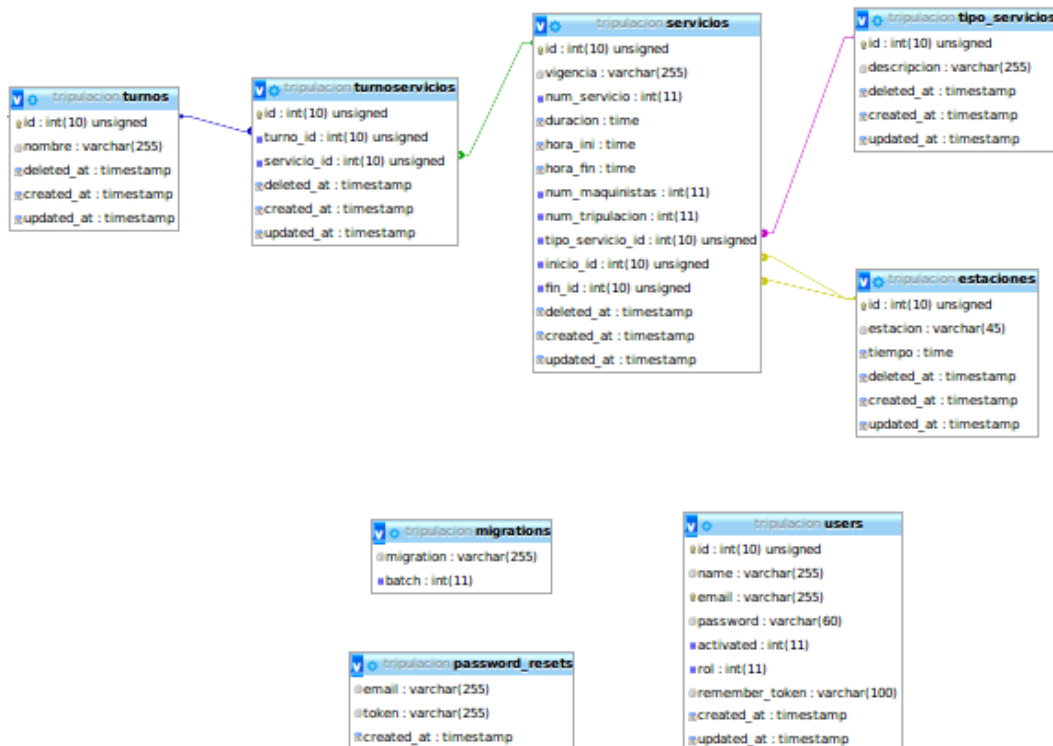 tripulacion turnos
id : int(10) unsigned
nombre : varchar(255)
deleted_at : timestamp
created_at : timestamp
updated_at : timestamp
tripulacion turnoservicios
id : int(10) unsigned
turno_id : int(10) unsigned
servicio_id : int(10) unsigned
deleted_at : timestamp
created_at : timestamp
updated_at : timestamp
tripulacion servicios
id : int(10) unsigned
vigencia : varchar(255)
num_servicio : int(11)
duracion : time
hora_ini : time
hora_fin : time
num_maquinistas : int(11)
num_tripulacion : int(11)
tipo_servicio_id : int(10) unsigned
inicio_id : int(10) unsigned
fin_id : int(10) unsigned
deleted_at : timestamp
created_at : timestamp
updated_at : timestamp
tripulacion tipo_servicios
id : int(10) unsigned
descripcion : varchar(255)
deleted_at : timestamp
created_at : timestamp
updated_at : timestamp
tripulacion estaciones
id : int(10) unsigned
estacion : varchar(45)
tiempo : time
deleted_at : timestamp
created_at : timestamp
updated_at : timestamp
tripulacion migrations
migration : varchar(255)
batch : int(11)
tripulacion password_resets
email : varchar(255)
token : varchar(255)
created_at : timestamp
tripulacion users
id : int(10) unsigned
name : varchar(255)
email : varchar(255)
password : varchar(60)
activated : int(11)
rol : int(11)
remember_token : varchar(100)
created_at : timestamp
updated_at : timestamp